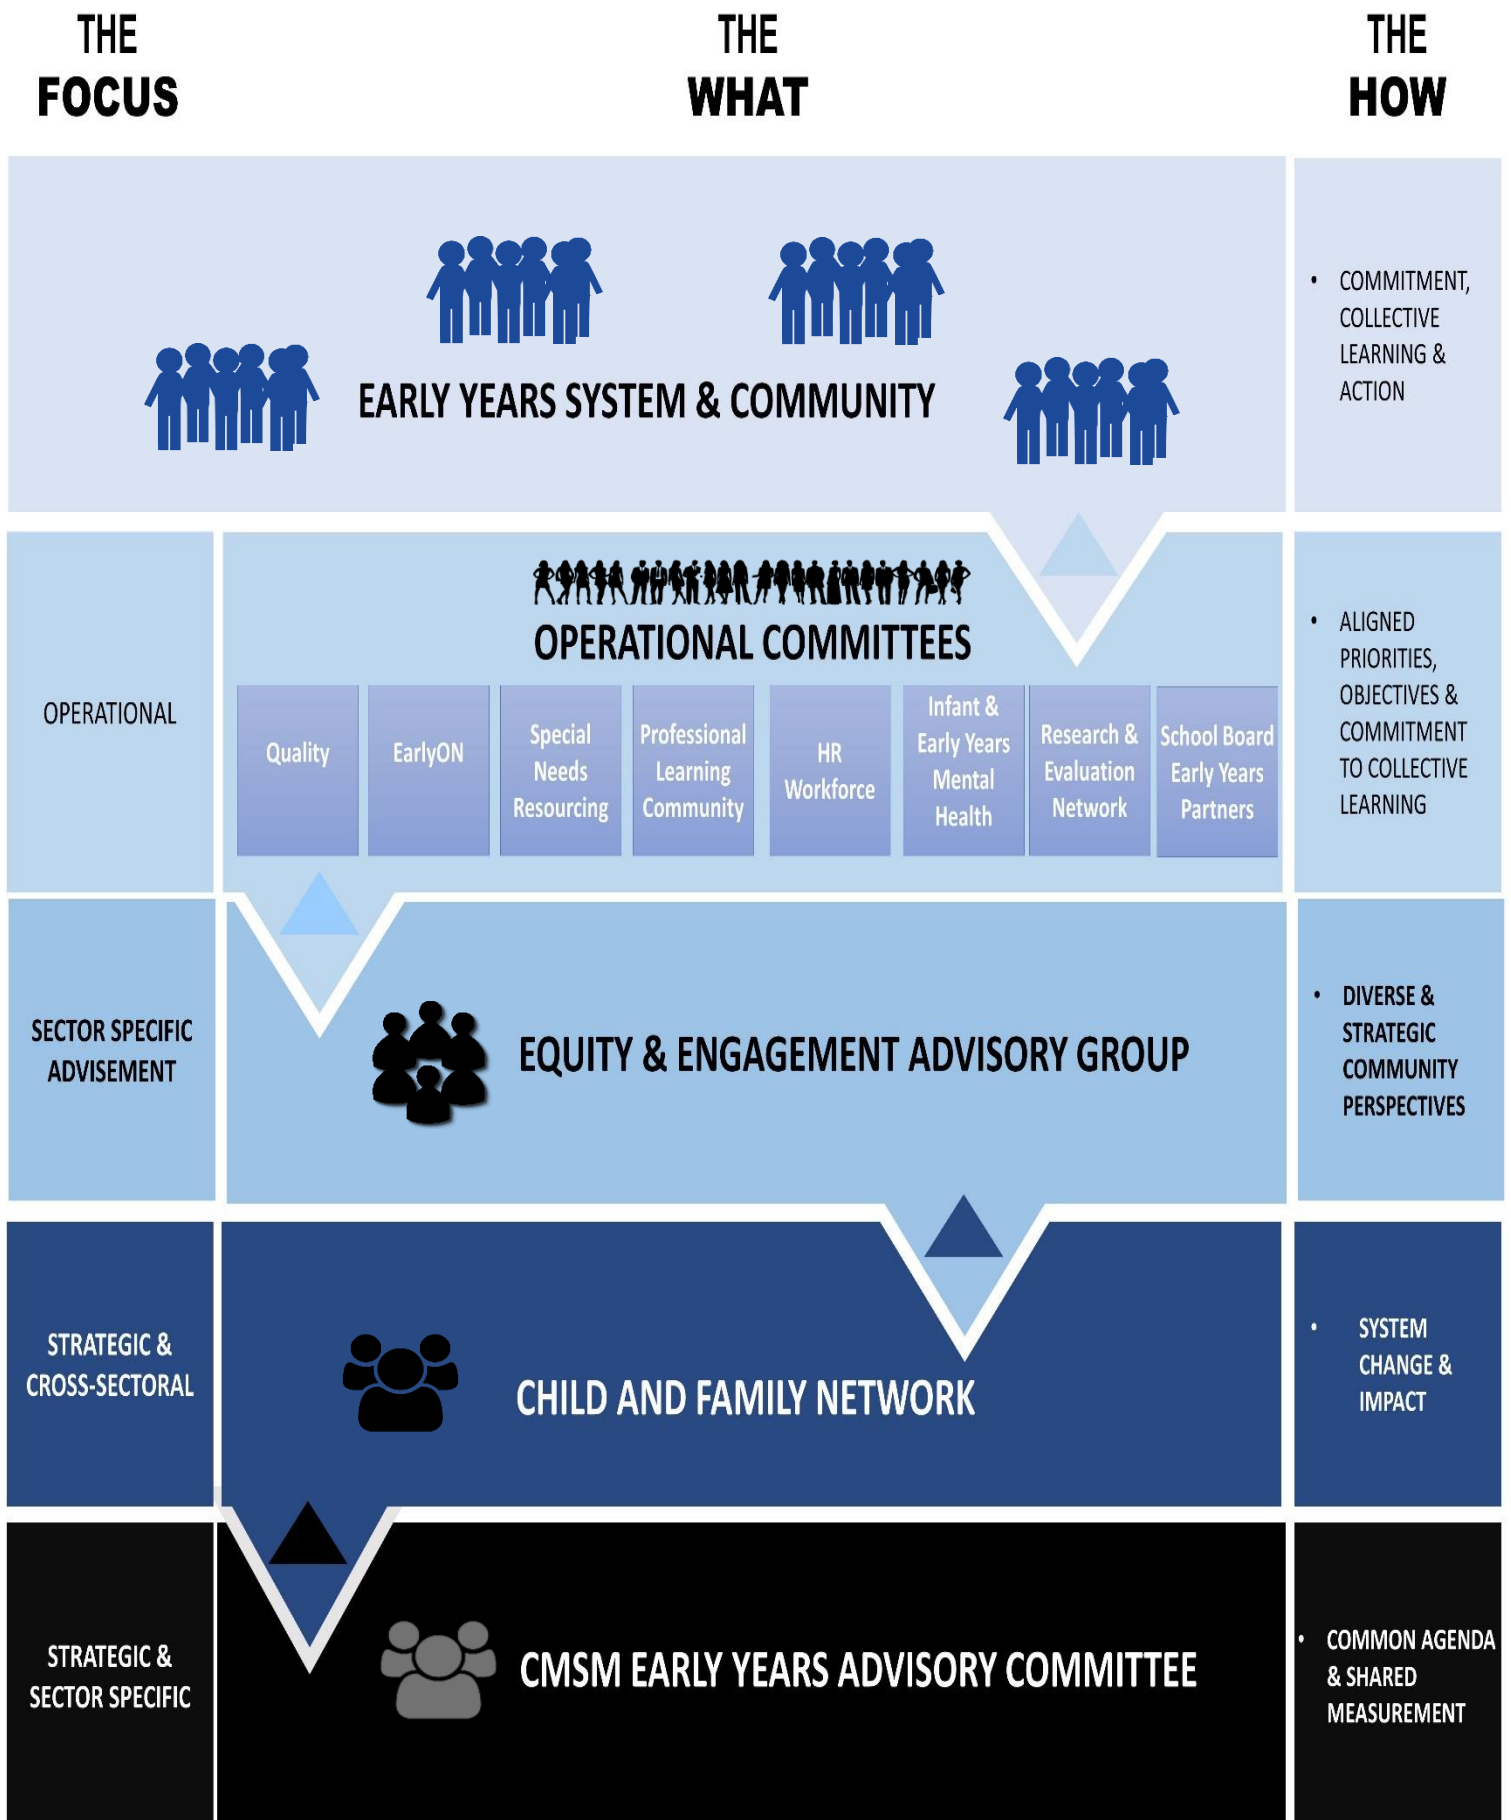 THE
FOCUS
THE
WHAT
THE
HOW
EARLY YEARS SYSTEM & COMMUNITY
• COMMITMENT,
COLLECTIVE
LEARNING &
ACTION
OPERATIONAL
OPERATIONAL COMMITTEES
Quality
EarlyON
Special
Needs
Resourcing
Professional
Learning
Community
HR
Workforce
Infant &
Early Years
Mental
Health
Research &
Evaluation
Network
School Board
Early Years
Partners
• ALIGNED
PRIORITIES,
OBJECTIVES &
COMMITMENT
TO COLLECTIVE
LEARNING
SECTOR SPECIFIC
ADVISEMENT
EQUITY & ENGAGEMENT ADVISORY GROUP
• DIVERSE &
STRATEGIC
COMMUNITY
PERSPECTIVES
STRATEGIC &
CROSS-SECTORAL
CHILD AND FAMILY NETWORK
• SYSTEM
CHANGE &
IMPACT
STRATEGIC &
SECTOR SPECIFIC
CMSM EARLY YEARS ADVISORY COMMITTEE
• COMMON AGENDA
& SHARED
MEASUREMENT